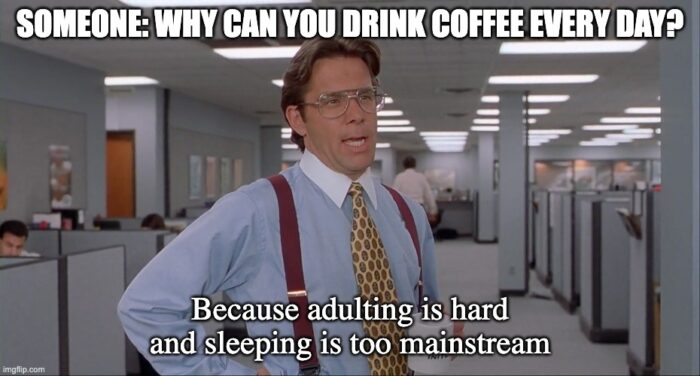 SOMEONE: WHY CAN YOU DRINK COFFEE EVERY DAY?
Because adulting is hard
and sleeping is too mainstream
imgflip.com